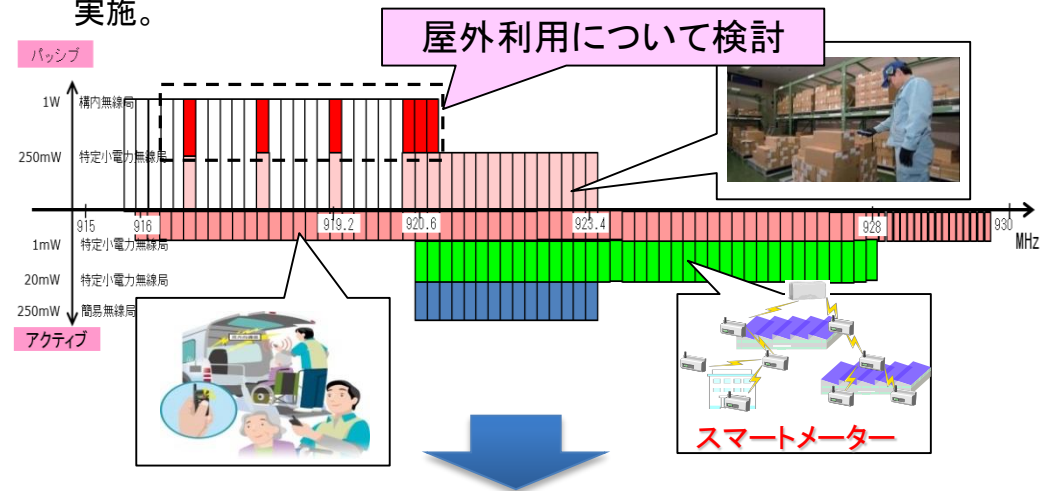 実施。
屋外利用について検討
パッシブ
1W 構内無線局
250mW 特定小電力無線局
915 916 919.2 920.6 923.4 928 930
MHz
1mW 特定小電力無線局
20mW 特定小電力無線局
250mW 簡易無線局
アクティブ
スマートメーター